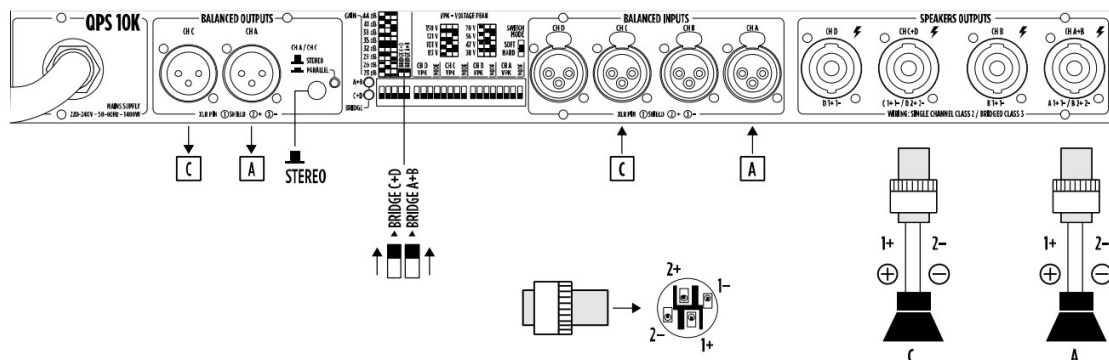 QPS 10K
MAINS SUPPLY
220-240V ~ 50-60Hz - 1400W
BALANCED OUTPUTS
CH C
CH A
CH A / CH C
STEREO
PARALLEL
XLR PIN ①SHIELD ②+ ③-
GAIN
44 dB
41 dB
35 dB
32 dB
29 dB
26 dB
23 dB
BRIDGE C+D
BRIDGE A+B
A+B
C+D
BRIDGE
VPK - VOLTAGE PEAK
150 V
121 V
101 V
85 V
70 V
56 V
47 V
38 V
SWITCH MODE
SOFT
HARD
CH D VPK
MODE
CH C VPK
MODE
CH B VPK
MODE
CH A VPK
MODE
BALANCED INPUTS
CH D
CH C
CH B
CH A
XLR PIN ①SHIELD ②+ ③-
SPEAKERS OUTPUTS
CH D
CH C+D
CH B
CH A+B
D 1+ 1-
C 1+ 1- / D 2+ 2-
B 1+ 1-
A 1+ 1- / B 2+ 2-
WIRING: SINGLE CHANNEL CLASS 2 / BRIDGED CLASS 3
C
A
STEREO
BRIDGE C+D
BRIDGE A+B
C
A
2+
1-
2-
1+
1+
2-
C
1+
2-
A